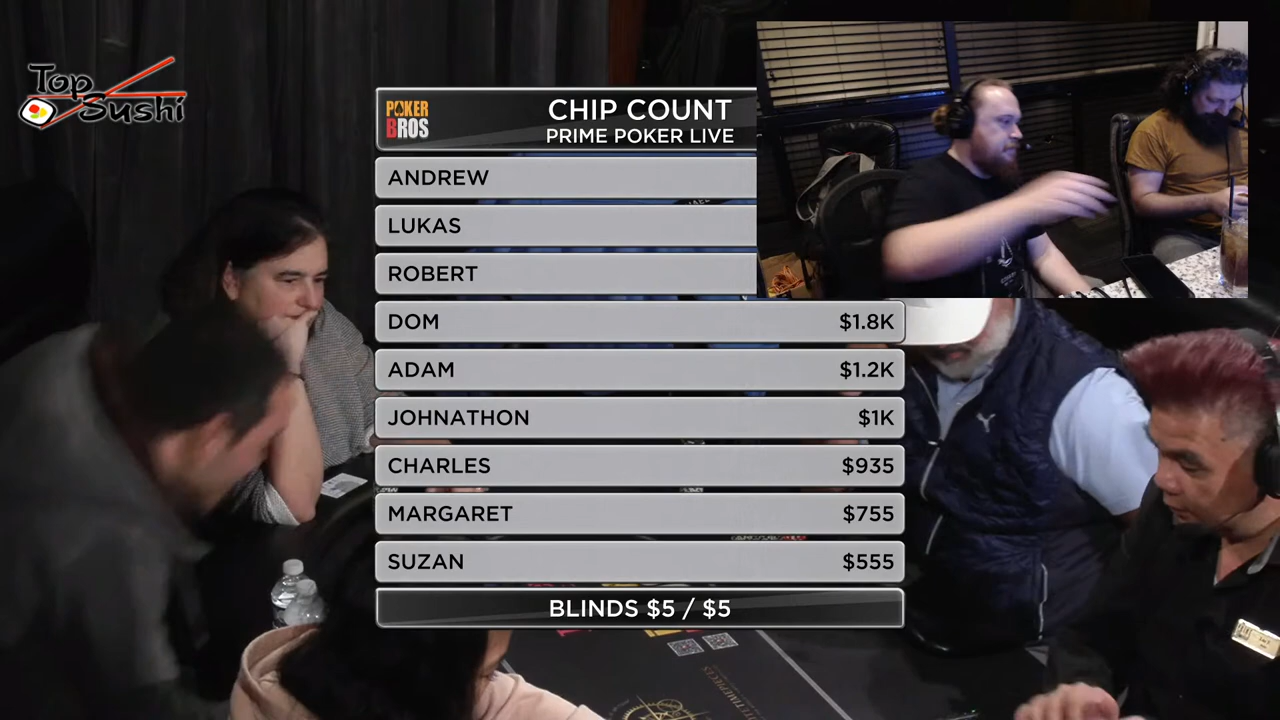 Top
Sushi
POKER
BROS
CHIP COUNT
PRIME POKER LIVE
ANDREW
LUKAS
ROBERT
DOM $1.8K
ADAM $1.2K
JOHNATHON $1K
CHARLES $935
MARGARET $755
SUZAN $555
BLINDS $5 / $5